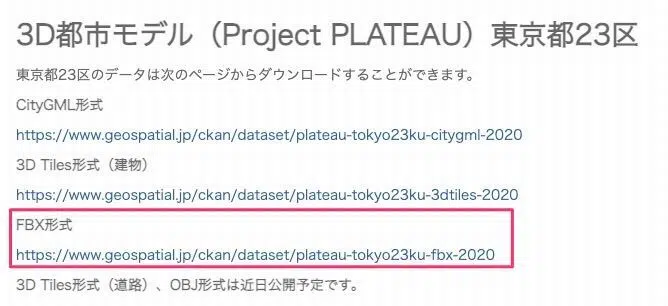 3D都市モデル（Project PLATEAU）東京都23区
東京都23区のデータは次のページからダウンロードすることができます。
CityGML形式
https://www.geospatial.jp/ckan/dataset/plateau-tokyo23ku-citygml-2020
3D Tiles形式（建物）
https://www.geospatial.jp/ckan/dataset/plateau-tokyo23ku-3dtiles-2020
FBX形式
https://www.geospatial.jp/ckan/dataset/plateau-tokyo23ku-fbx-2020
3D Tiles形式（道路）、OBJ形式は近日公開予定です。